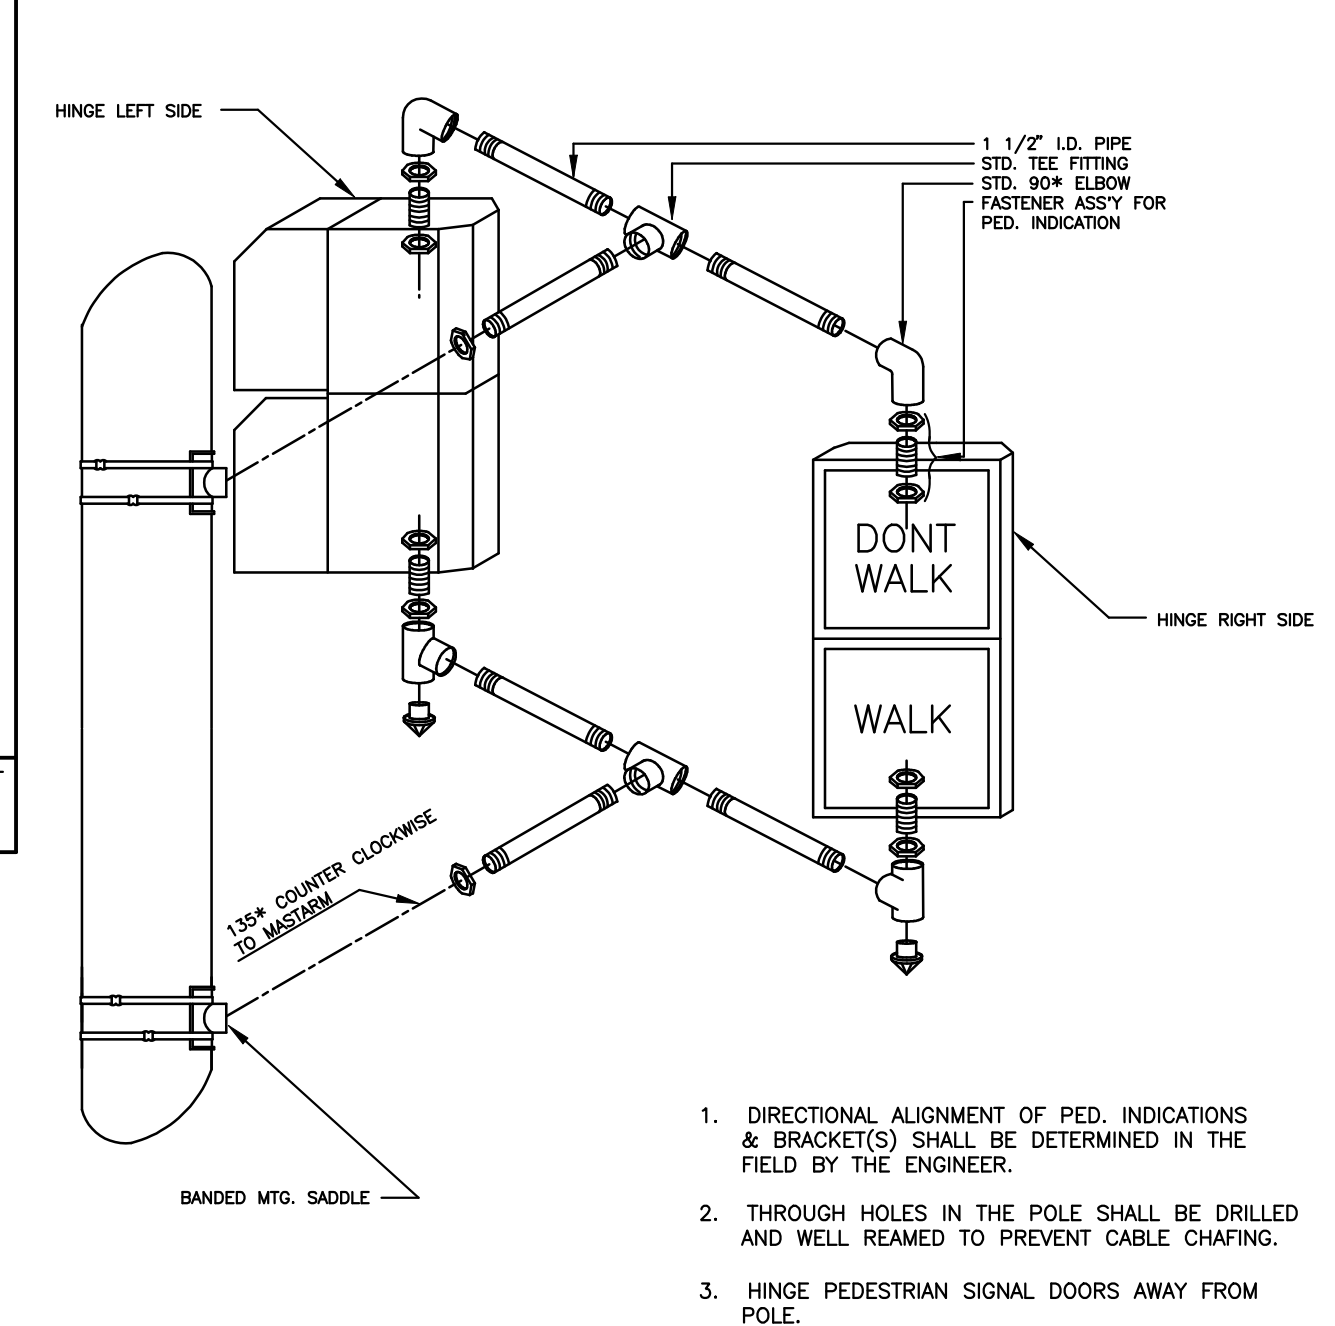 HINGE LEFT SIDE
1 1/2" I.D. PIPE
STD. TEE FITTING
STD. 90* ELBOW
FASTENER ASS'Y FOR
PED. INDICATION
DONT
WALK
HINGE RIGHT SIDE
WALK
135* COUNTER CLOCKWISE
TO MASTARM
BANDED MTG. SADDLE
1. DIRECTIONAL ALIGNMENT OF PED. INDICATIONS
& BRACKET(S) SHALL BE DETERMINED IN THE
FIELD BY THE ENGINEER.
2. THROUGH HOLES IN THE POLE SHALL BE DRILLED
AND WELL REAMED TO PREVENT CABLE CHAFING.
3. HINGE PEDESTRIAN SIGNAL DOORS AWAY FROM
POLE.